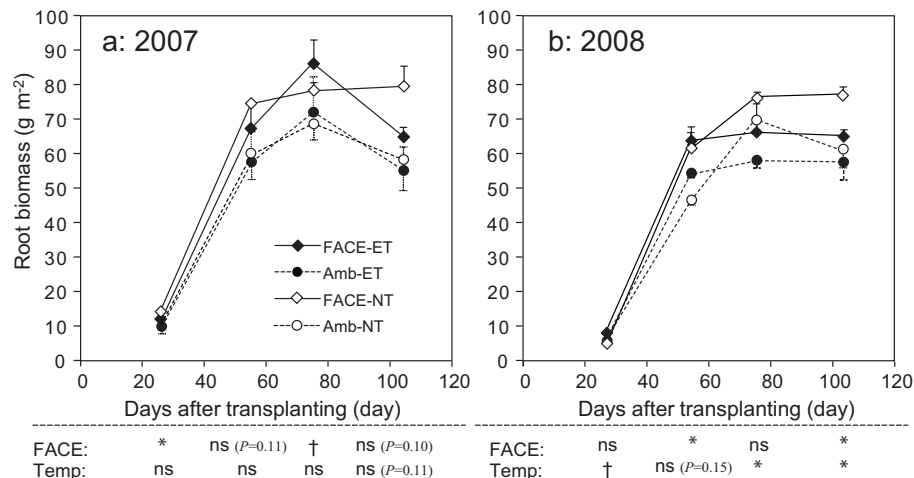 a: 2007
b: 2008
Root biomass (g m-2)
100
90
80
70
60
50
40
30
20
10
0
FACE-ET
Amb-ET
FACE-NT
Amb-NT
0 20 40 60 80 100 120
Days after transplanting (day)
100
90
80
70
60
50
40
30
20
10
0
0 20 40 60 80 100 120
Days after transplanting (day)
FACE: * ns (P=0.11) † ns (P=0.10)
Temp: ns ns ns ns (P=0.11)
FACE: ns * ns *
Temp: † ns (P=0.15) * *